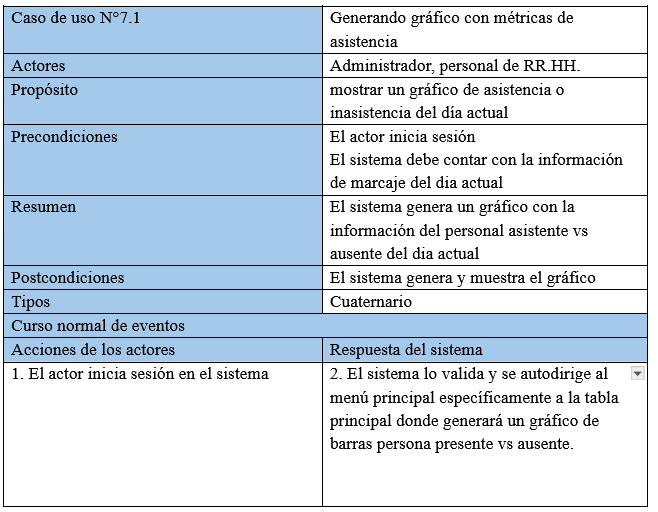 Caso de uso N°7.1
Generando gráfico con métricas de
asistencia
Actores
Administrador, personal de RR.HH.
Propósito
mostrar un gráfico de asistencia o
inasistencia del día actual
Precondiciones
El actor inicia sesión
El sistema debe contar con la información
de marcaje del dia actual
Resumen
El sistema genera un gráfico con la
información del personal asistente vs
ausente del dia actual
Postcondiciones
El sistema genera y muestra el gráfico
Tipos
Cuaternario
Curso normal de eventos
Acciones de los actores
Respuesta del sistema
1. El actor inicia sesión en el sistema
2. El sistema lo valida y se autodirige al
menú principal específicamente a la tabla
principal donde generará un gráfico de
barras persona presente vs ausente.